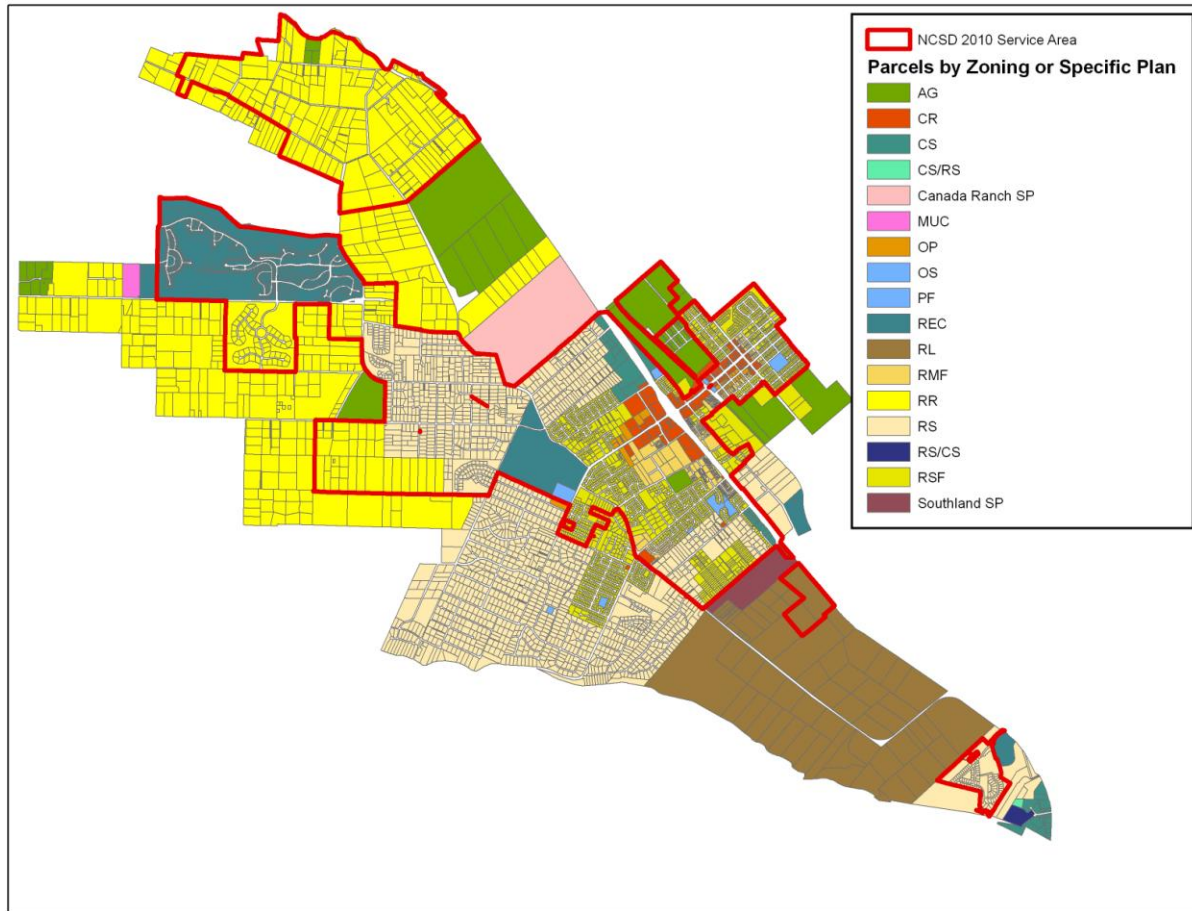 NCSD 2010 Service Area
Parcels by Zoning or Specific Plan
AG
CR
CS
CS/RS
Canada Ranch SP
MUC
OP
OS
PF
REC
RL
RMF
RR
RS
RS/CS
RSF
Southland SP